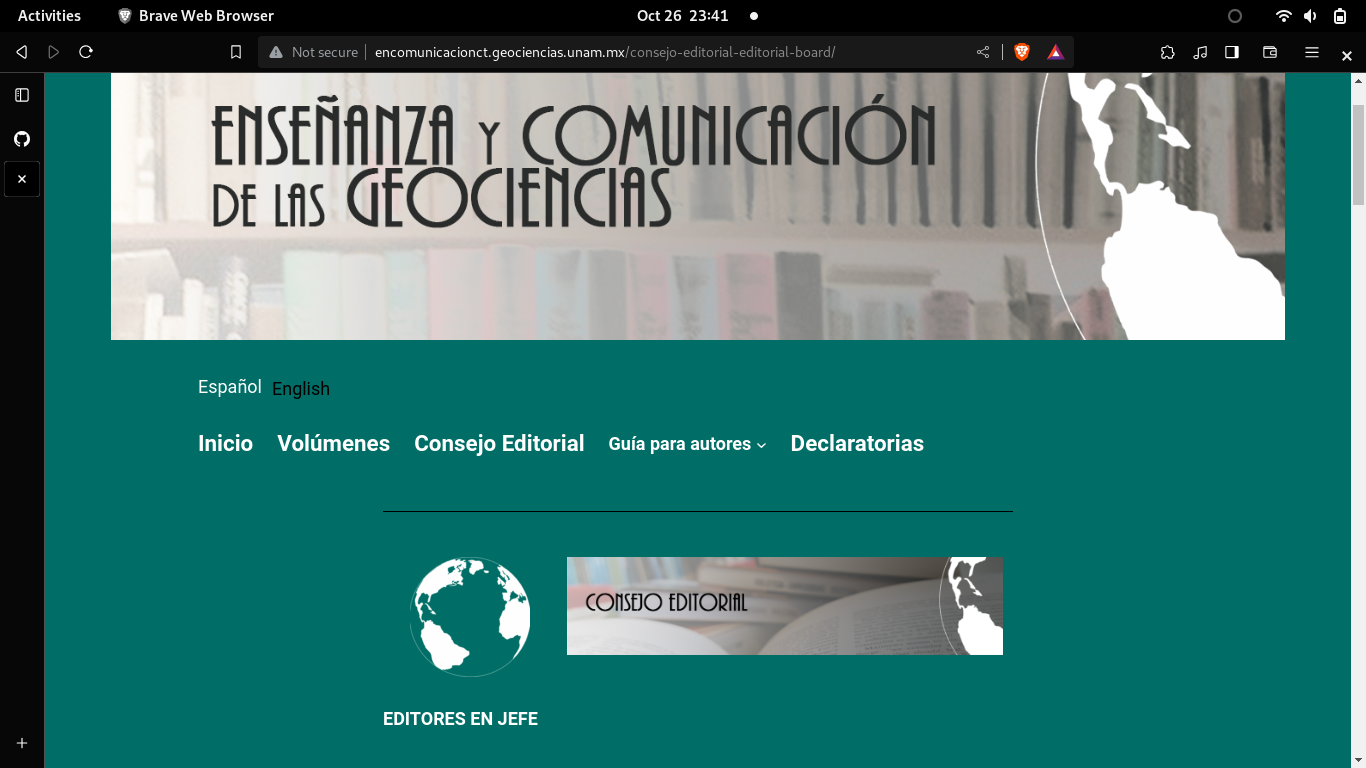 Activities
Brave Web Browser
Oct 26 23:41
Not secure
encomunicacionct.geociencias.unam.mx/consejo-editorial-editorial-board/
ENSEÑANZA Y COMUNICACIÓN
DE LAS GEOCIENCIAS
Español English
Inicio Volúmenes Consejo Editorial Guía para autores Declaratorias
CONSEJO EDITORIAL
EDITORES EN JEFE